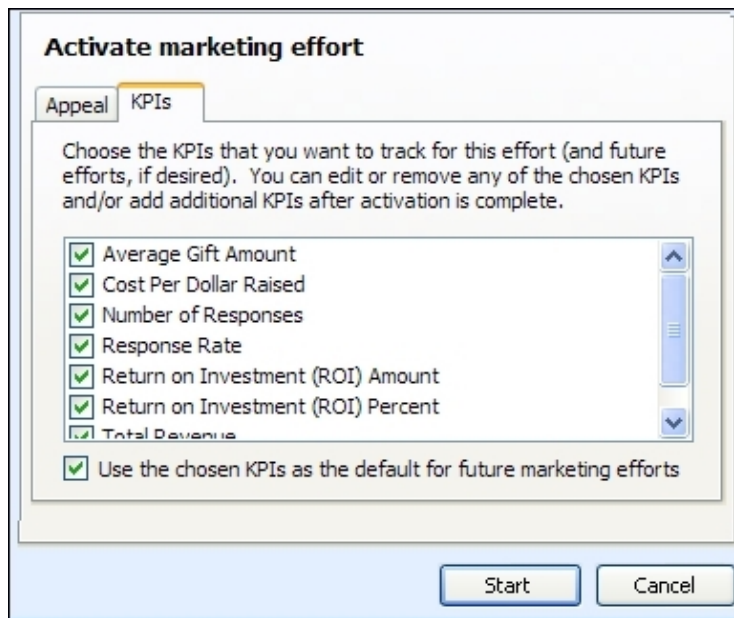 Activate marketing effort
Appeal KPIs
Choose the KPIs that you want to track for this effort (and future
efforts, if desired). You can edit or remove any of the chosen KPIs
and/or add additional KPIs after activation is complete.
Average Gift Amount
Cost Per Dollar Raised
Number of Responses
Response Rate
Return on Investment (ROI) Amount
Return on Investment (ROI) Percent
Total Revenue
Use the chosen KPIs as the default for future marketing efforts
Start Cancel